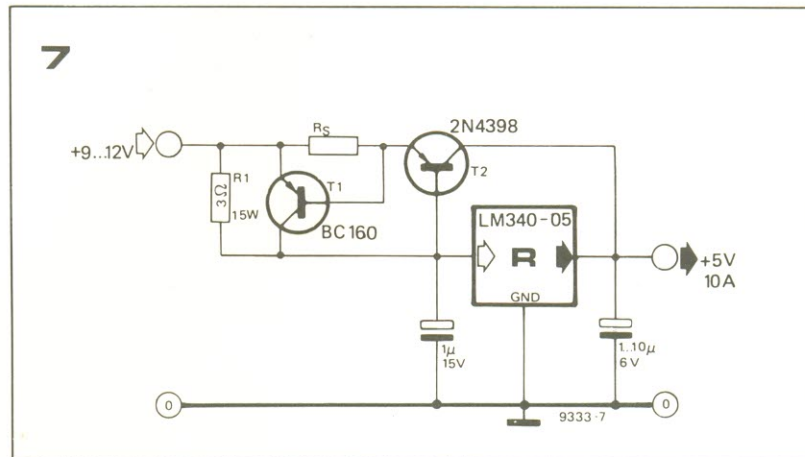 7
+9...12V
RS
2N4398
T2
R1
3Ω
15W
T1
BC160
LM340-05
R
GND
+5V
10A
1µ
15V
1...10µ
6V
0
0
9333-7